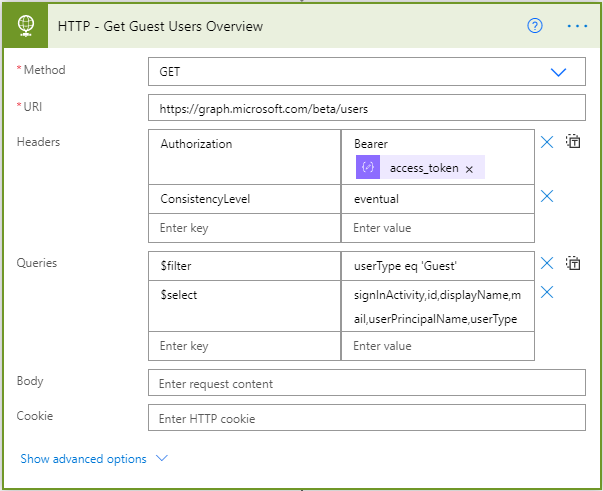 HTTP - Get Guest Users Overview
* Method
GET
* URI
https://graph.microsoft.com/beta/users
Headers
Authorization
Bearer
access_token ×
ConsistencyLevel
eventual
Enter key
Enter value
Queries
$filter
userType eq 'Guest'
$select
signInActivity,id,displayName,m
ail,userPrincipalName,userType
Enter key
Enter value
Body
Enter request content
Cookie
Enter HTTP cookie
Show advanced options